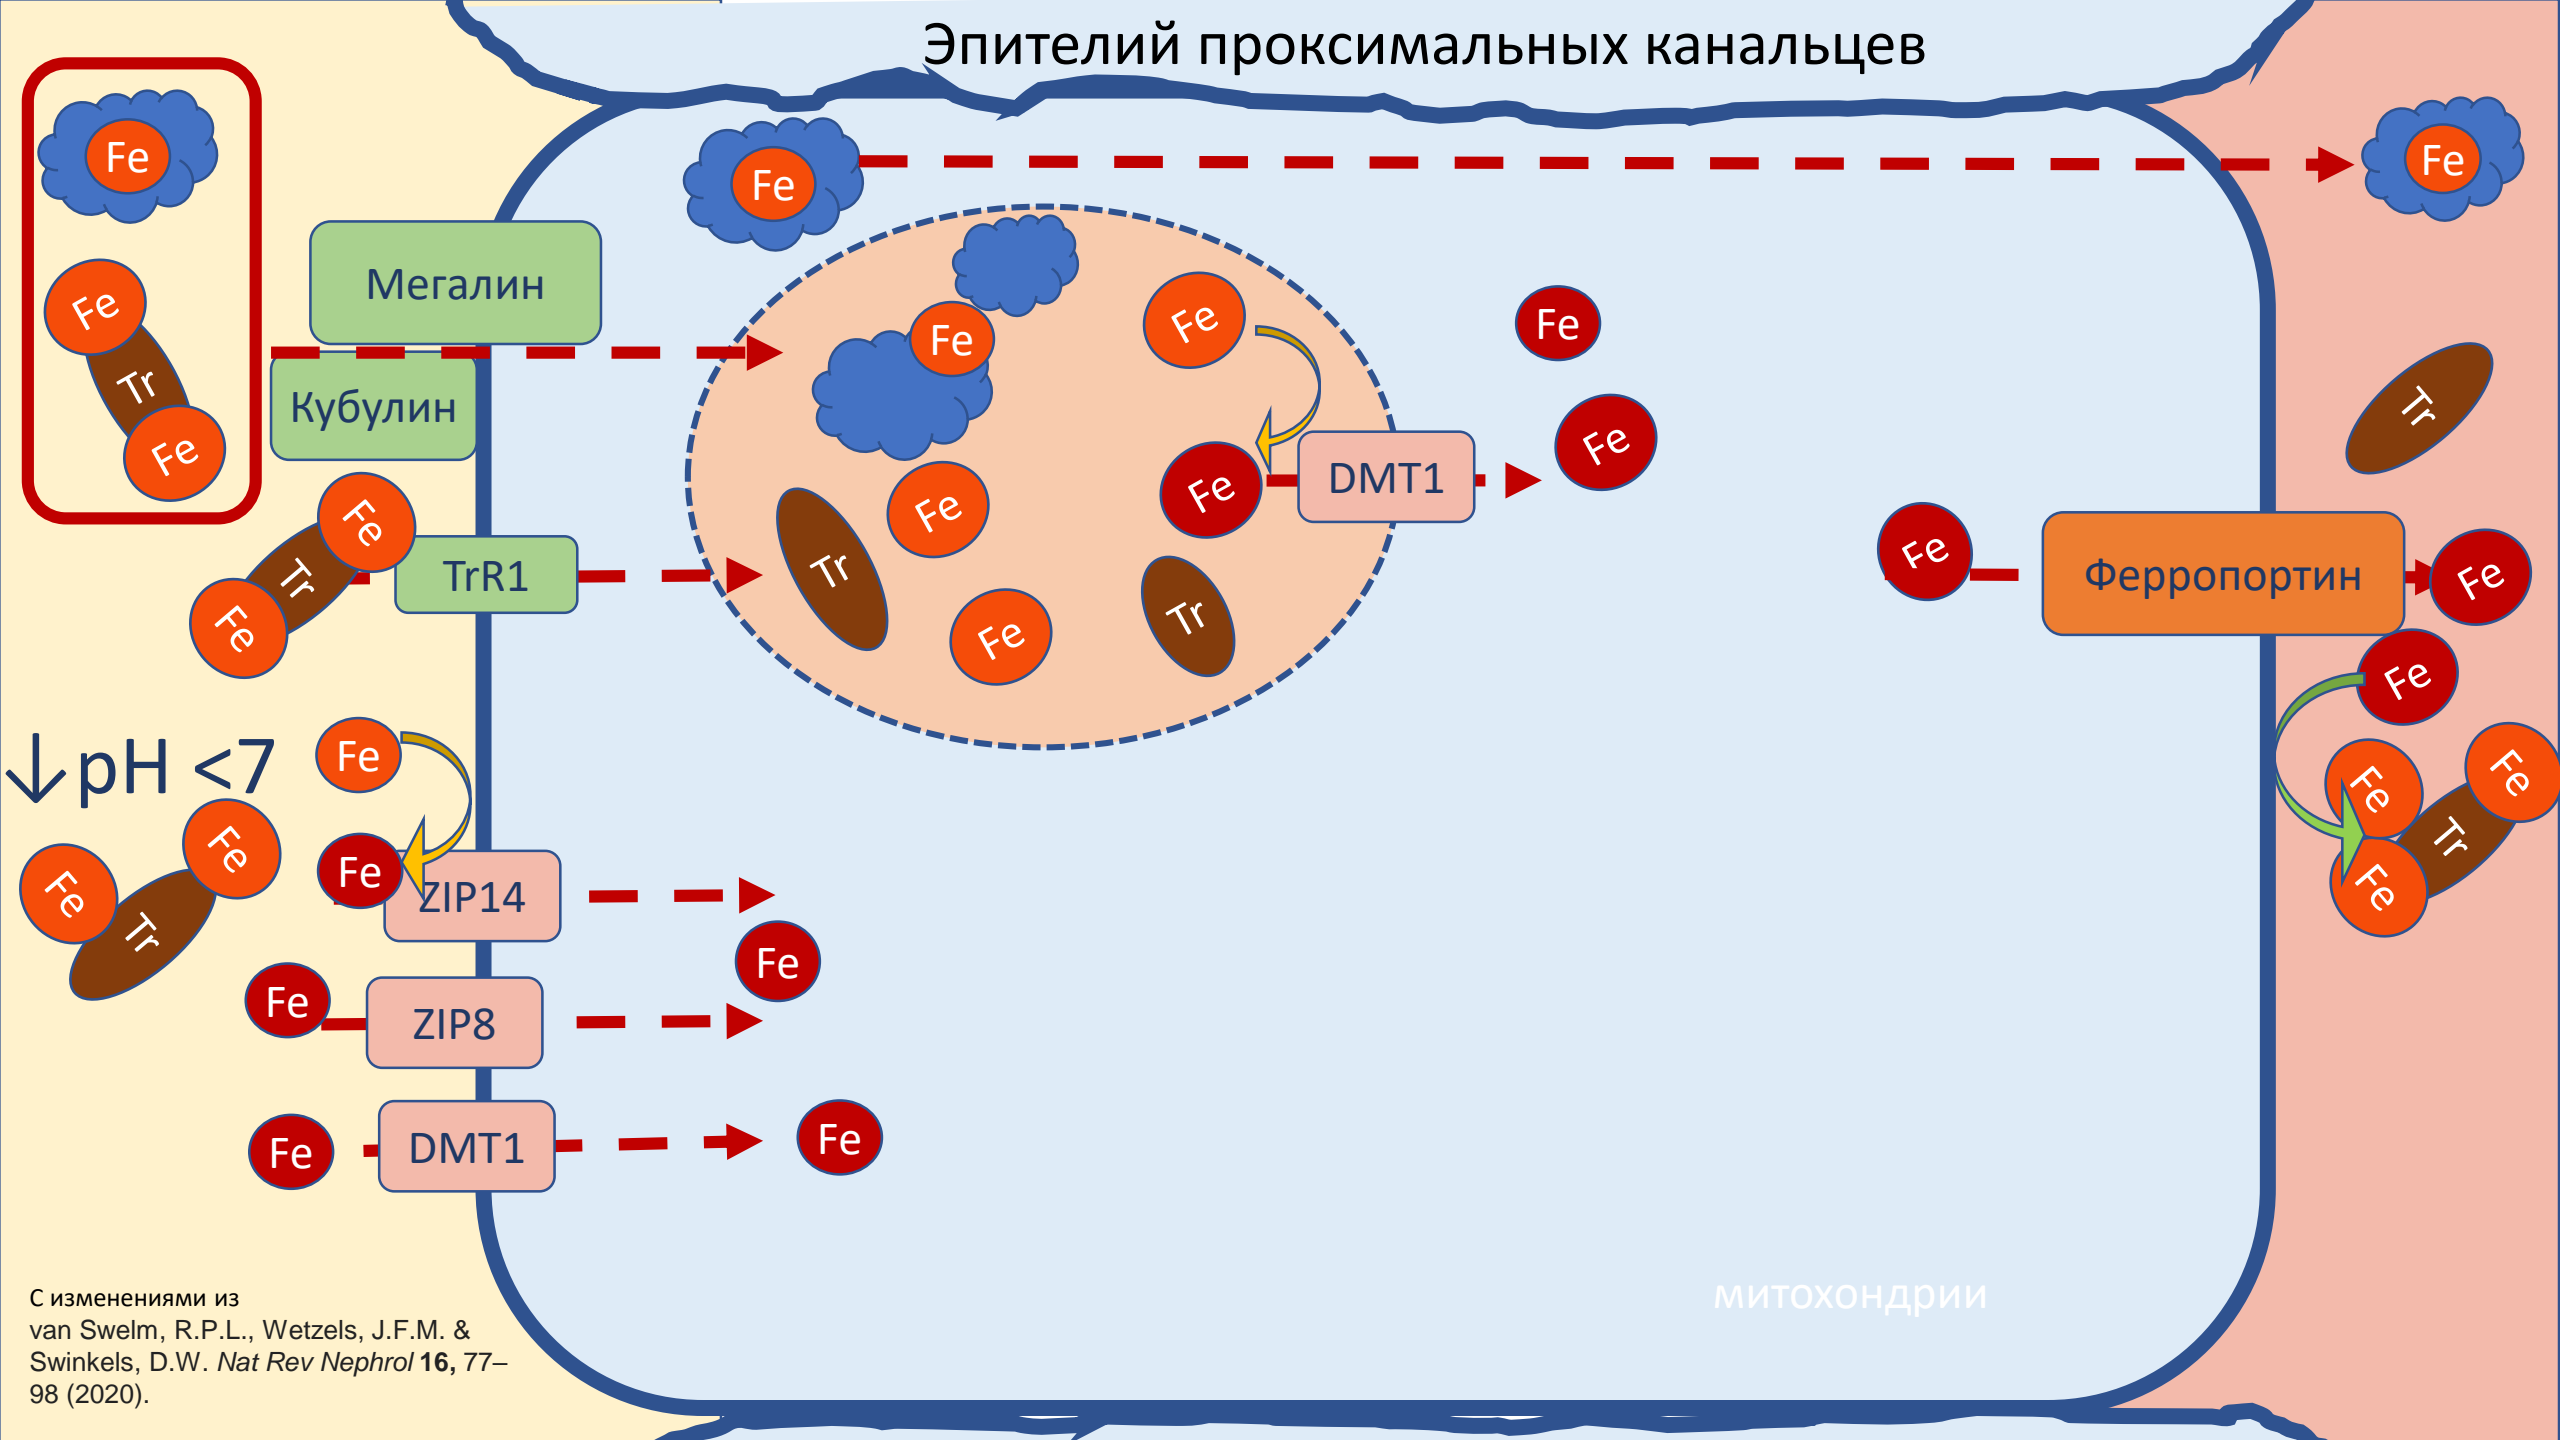 Эпителий проксимальных канальцев
Fe
Fe
Tr
Fe
Мегалин
Кубулин
Fe
Tr
Fe
TrR1
↓pH <7
Fe
Fe
Fe
Tr
Fe
ZIP14
Fe
ZIP8
Fe
DMT1
Fe
Fe
Fe
Fe
Fe
Tr
Fe
Fe
Fe
Tr
DMT1
Fe
Fe
Fe
Ферропортин
Fe
Tr
Fe
Fe
Fe
Fe
Tr
Fe
митохондрии
С изменениями из
van Swelm, R.P.L., Wetzels, J.F.M. &
Swinkels, D.W. Nat Rev Nephrol 16, 77–
98 (2020).